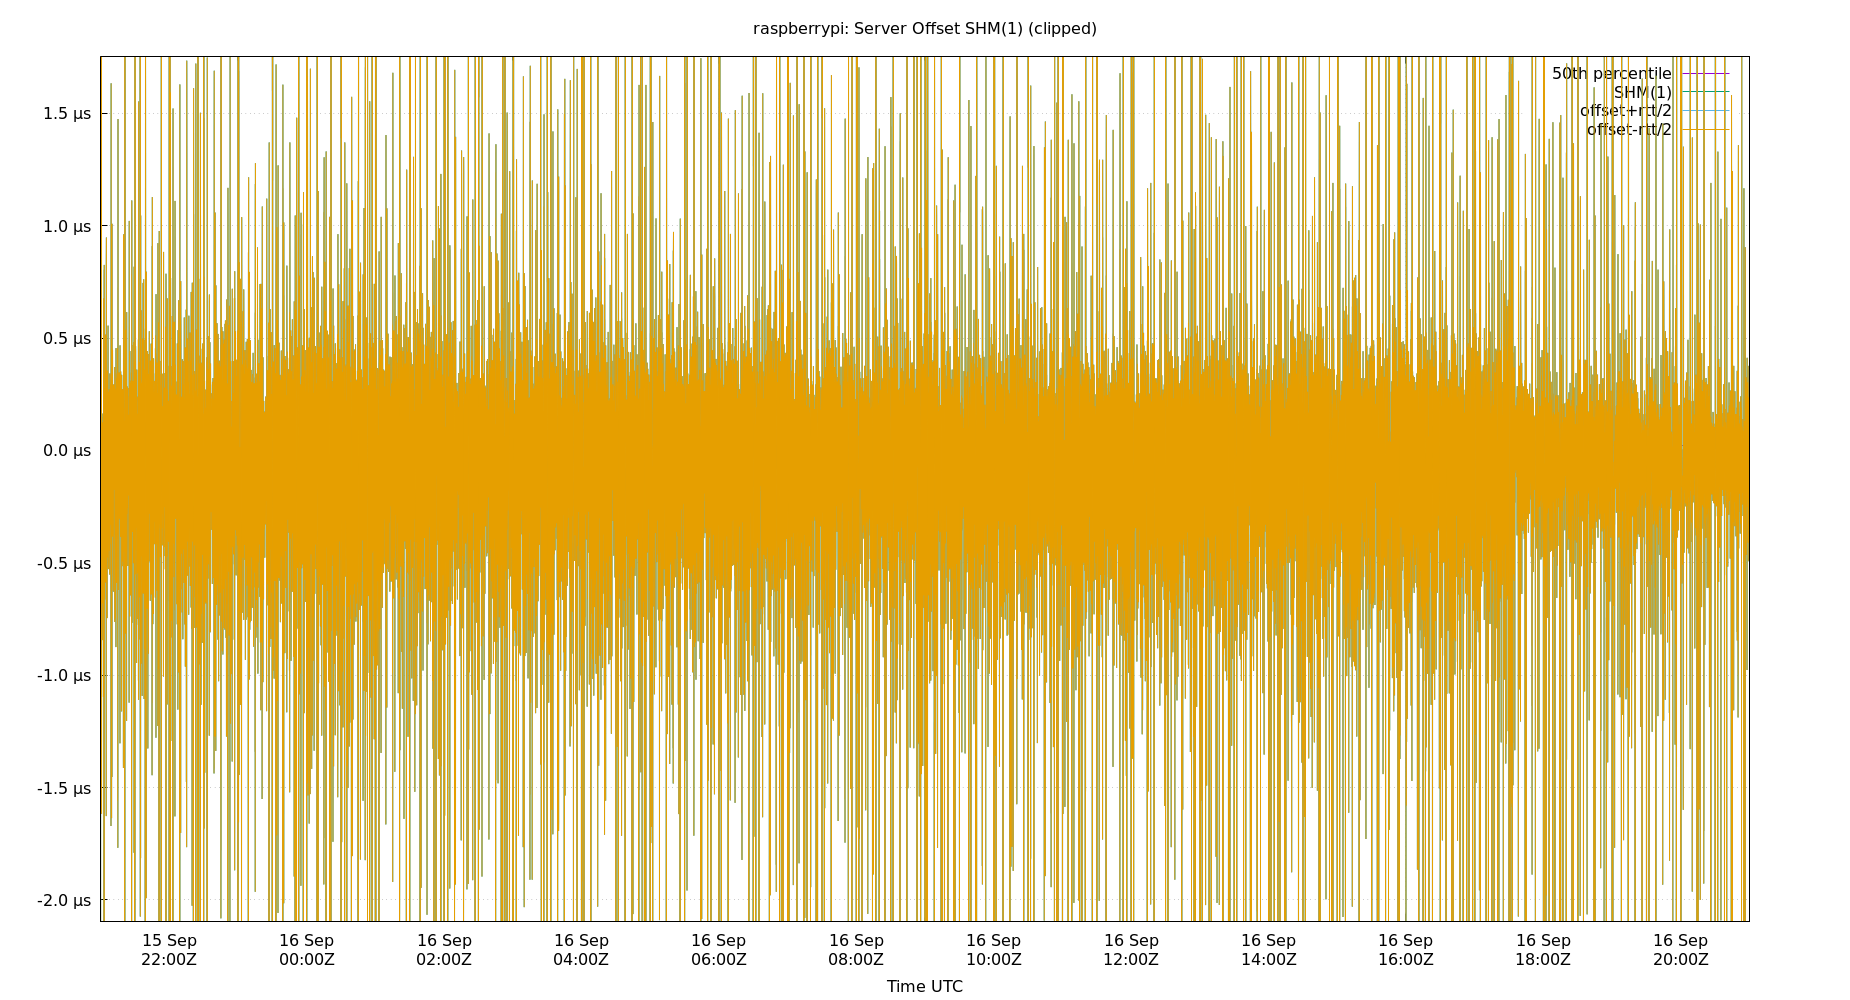 raspberrypi: Server Offset SHM(1) (clipped)
50th percentile
SHM(1)
offset+rtt/2
offset-rtt/2
1.5 µs
1.0 µs
0.5 µs
0.0 µs
-0.5 µs
-1.0 µs
-1.5 µs
-2.0 µs
15 Sep 16 Sep 16 Sep 16 Sep 16 Sep 16 Sep 16 Sep 16 Sep 16 Sep 16 Sep 16 Sep 16 Sep
22:00Z 00:00Z 02:00Z 04:00Z 06:00Z 08:00Z 10:00Z 12:00Z 14:00Z 16:00Z 18:00Z 20:00Z
Time UTC